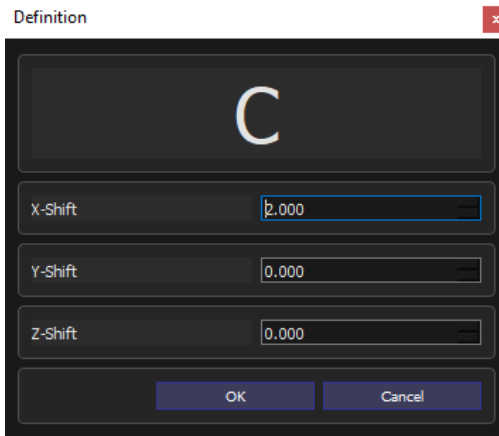 Definition
x
C
X-Shift 2.000
Y-Shift 0.000
Z-Shift 0.000
OK Cancel